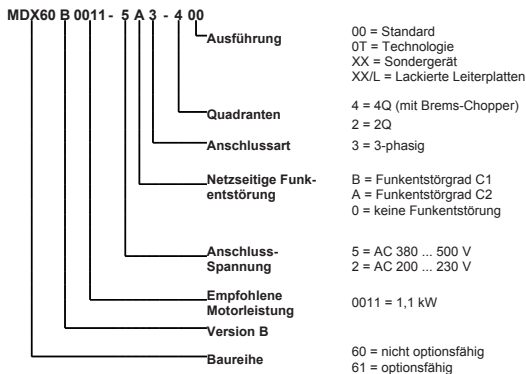 MDX60 B 0011 - 5 A 3 - 4 00
Ausführung
00 = Standard
0T = Technologie
XX = Sondergerät
XX/L = Lackierte Leiterplatten
Quadranten
4 = 4Q (mit Brems-Chopper)
2 = 2Q
Anschlussart
3 = 3-phasig
Netzseitige Funk-
entstörung
B = Funkentstörgrad C1
A = Funkentstörgrad C2
0 = keine Funkentstörung
Anschluss-
Spannung
5 = AC 380 ... 500 V
2 = AC 200 ... 230 V
Empfohlene
Motorleistung
0011 = 1,1 kW
Version B
Baureihe
60 = nicht optionsfähig
61 = optionsfähig